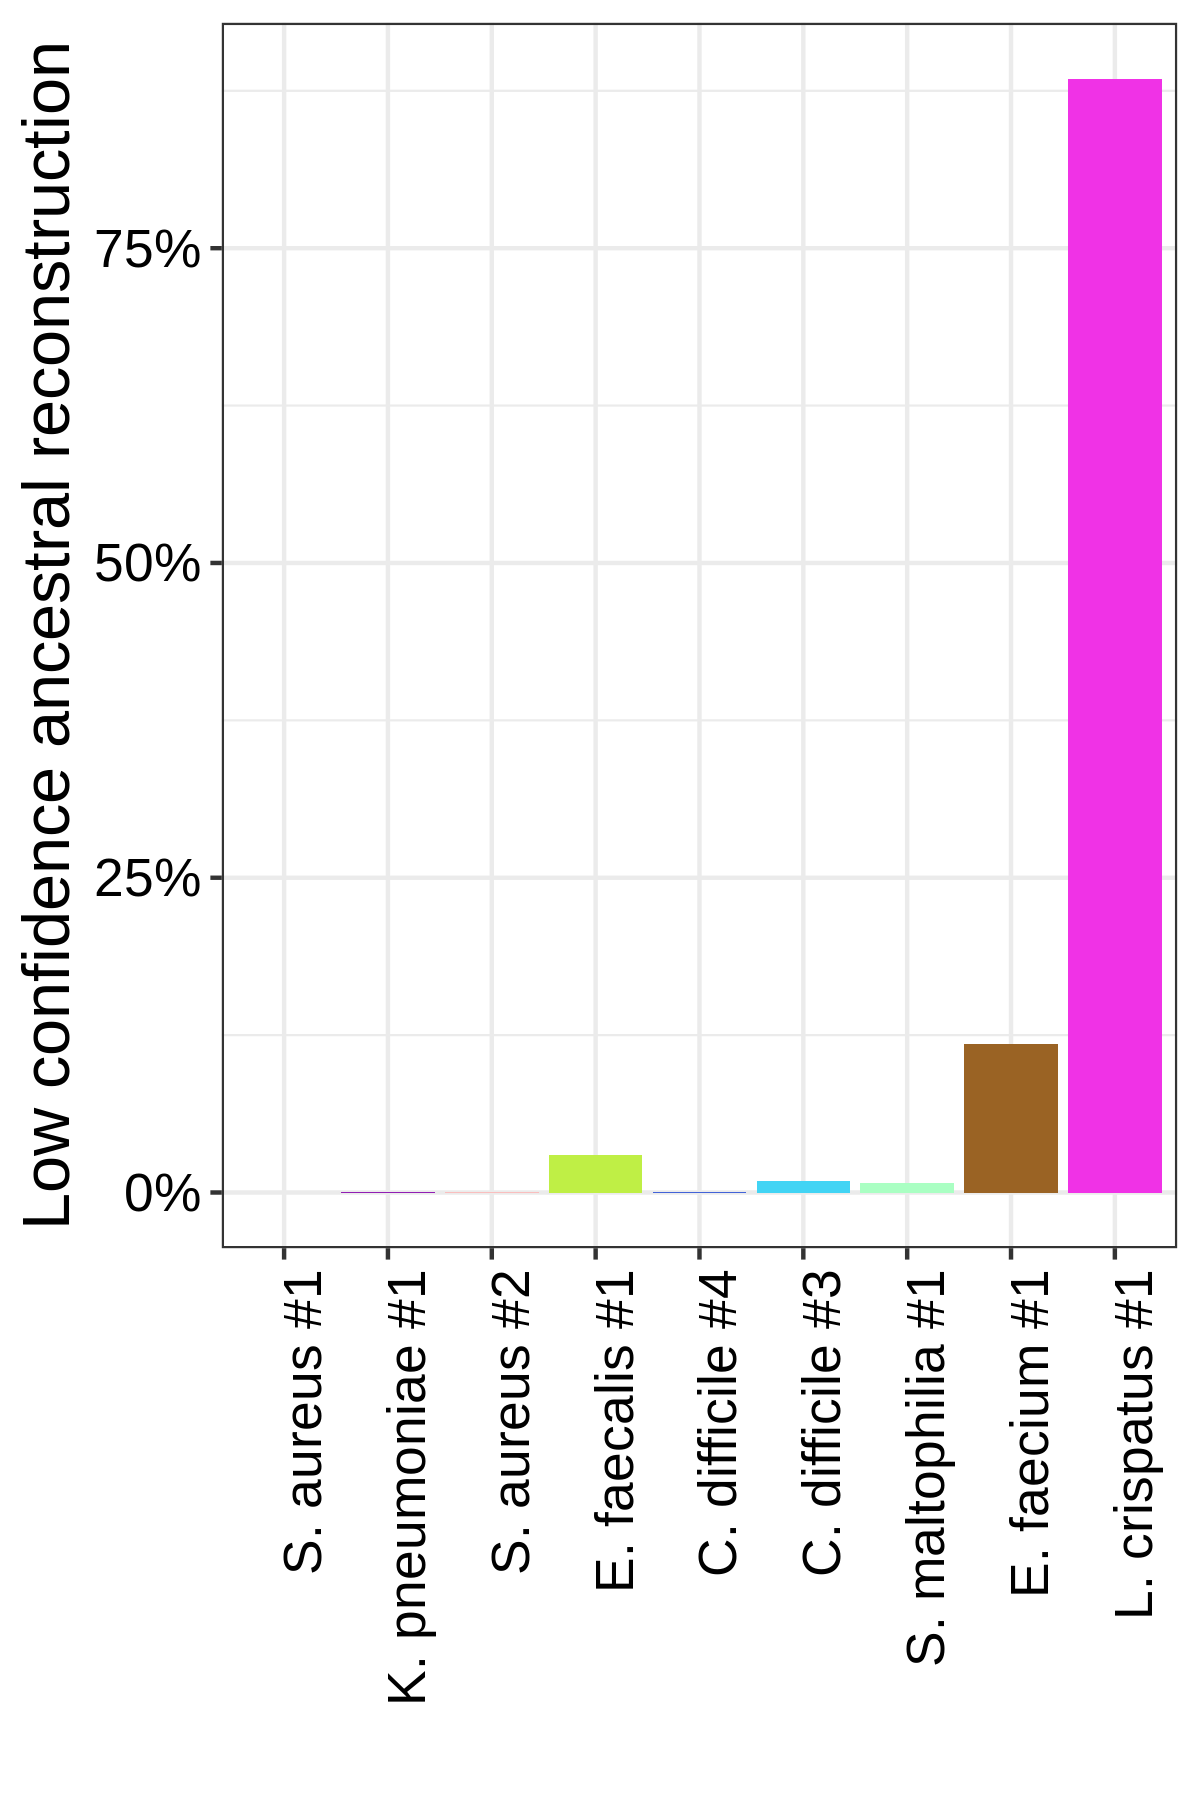 Low confidence ancestral reconstruction
75%
50%
25%
0%
S. aureus #1
K. pneumoniae #1
S. aureus #2
E. faecalis #1
C. difficile #4
C. difficile #3
S. maltophilia #1
E. faecium #1
L. crispatus #1